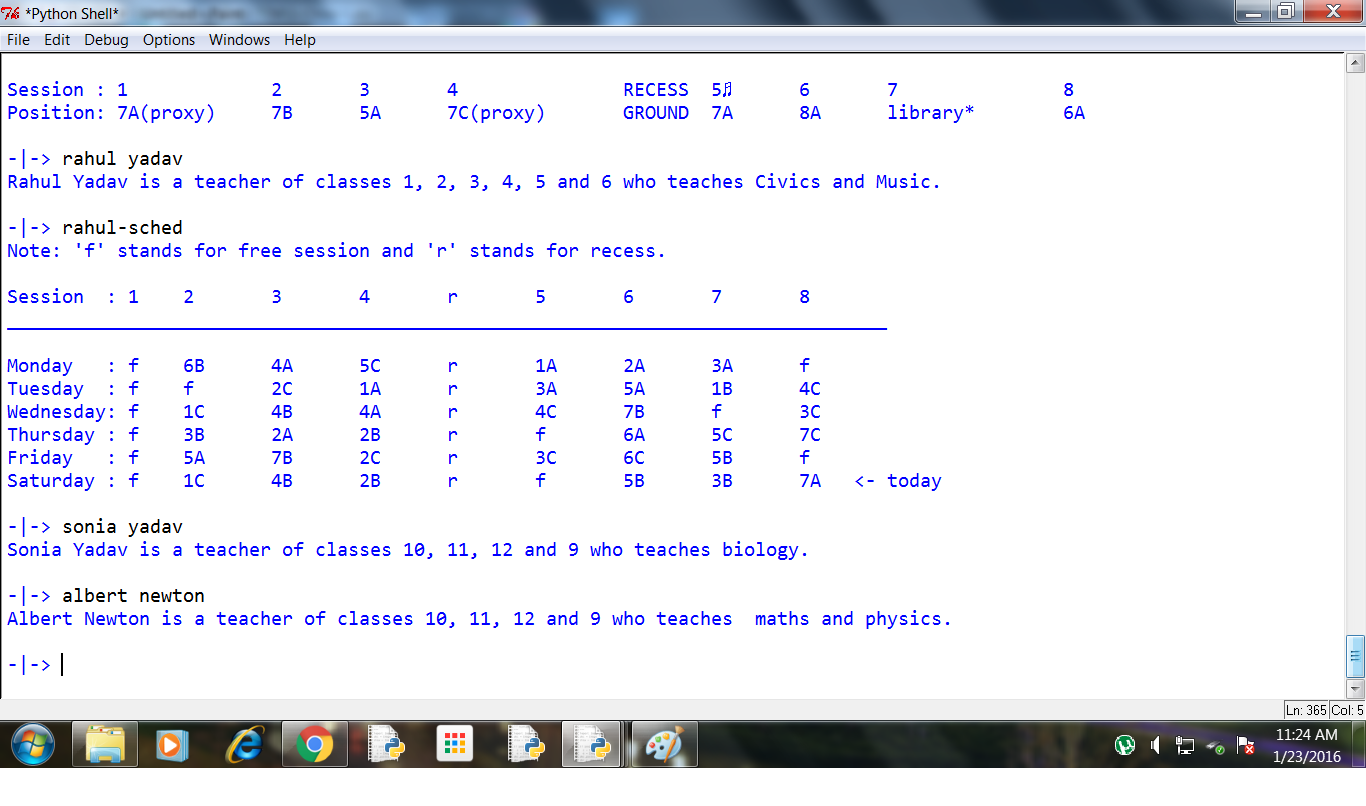 *Python Shell*
File Edit Debug Options Windows Help
Session : 1 2 3 4 RECESS 5♫ 6 7 8
Position: 7A(proxy) 7B 5A 7C(proxy) GROUND 7A 8A library* 6A
-|-> rahul yadav
Rahul Yadav is a teacher of classes 1, 2, 3, 4, 5 and 6 who teaches Civics and Music.
-|-> rahul-sched
Note: 'f' stands for free session and 'r' stands for recess.
Session : 1 2 3 4 r 5 6 7 8
Monday : f 6B 4A 5C r 1A 2A 3A f
Tuesday : f f 2C 1A r 3A 5A 1B 4C
Wednesday: f 1C 4B 4A r 4C 7B f 3C
Thursday : f 3B 2A 2B r f 6A 5C 7C
Friday : f 5A 7B 2C r 3C 6C 5B f
Saturday : f 1C 4B 2B r f 5B 3B 7A <- today
-|-> sonia yadav
Sonia Yadav is a teacher of classes 10, 11, 12 and 9 who teaches biology.
-|-> albert newton
Albert Newton is a teacher of classes 10, 11, 12 and 9 who teaches  maths and physics.
-|->
Ln: 365 Col: 5
11:24 AM
1/23/2016